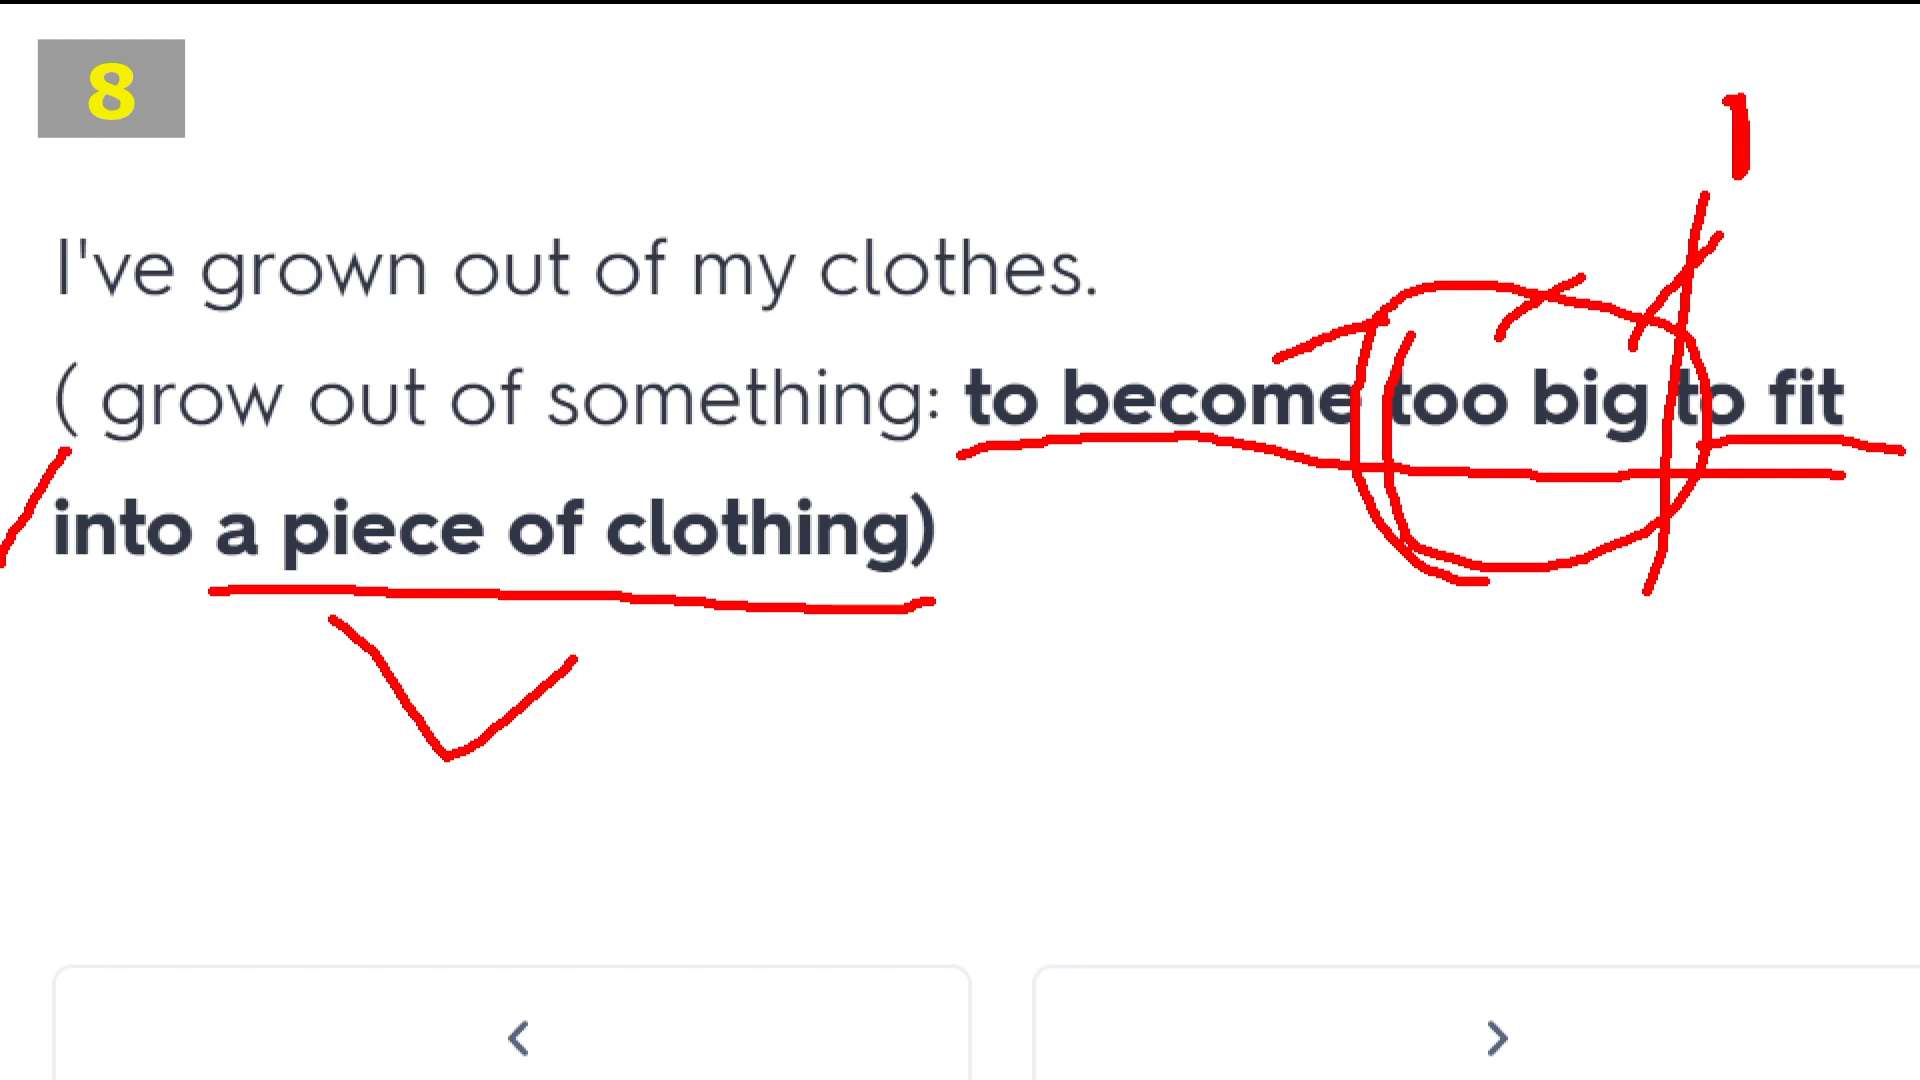 8
1
I've grown out of my clothes.
( grow out of something: to become too big to fit
into a piece of clothing)